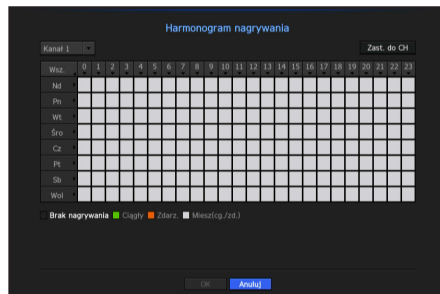 Harmonogram nagrywania
Kanał 1 Zast. do CH
Wsz. 0 1 2 3 4 5 6 7 8 9 10 11 12 13 14 15 16 17 18 19 20 21 22 23
Nd
Pn
Wt
Śro
Cz
Pt
Sb
Wol
Brak nagrywania Ciągły Zdarz. Miesz(cg./zd.)
OK Anuluj